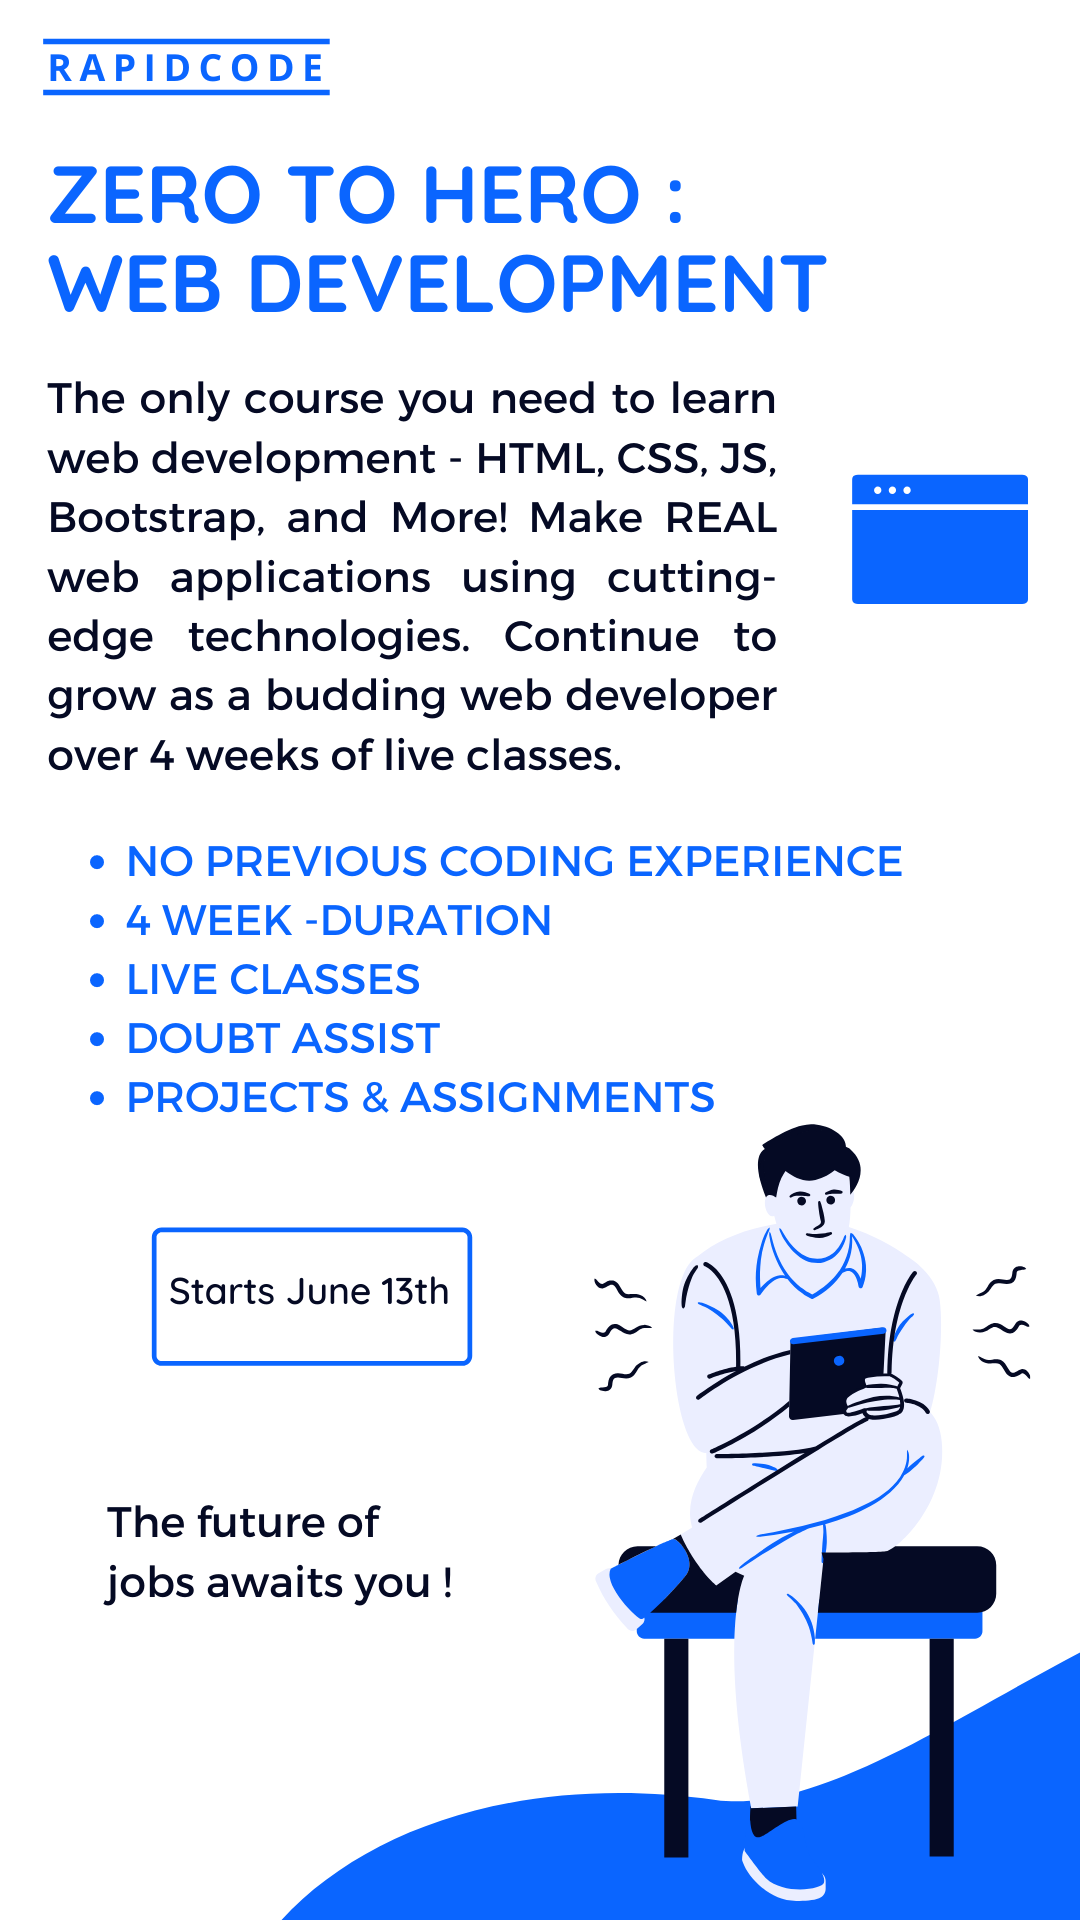 RAPIDCODE
ZERO TO HERO :
WEB DEVELOPMENT
The only course you need to learn
web development - HTML, CSS, JS,
Bootstrap, and More! Make REAL
web applications using cutting-
edge technologies. Continue to
grow as a budding web developer
over 4 weeks of live classes.
• NO PREVIOUS CODING EXPERIENCE
• 4 WEEK -DURATION
• LIVE CLASSES
• DOUBT ASSIST
• PROJECTS & ASSIGNMENTS
Starts June 13th
The future of
jobs awaits you !